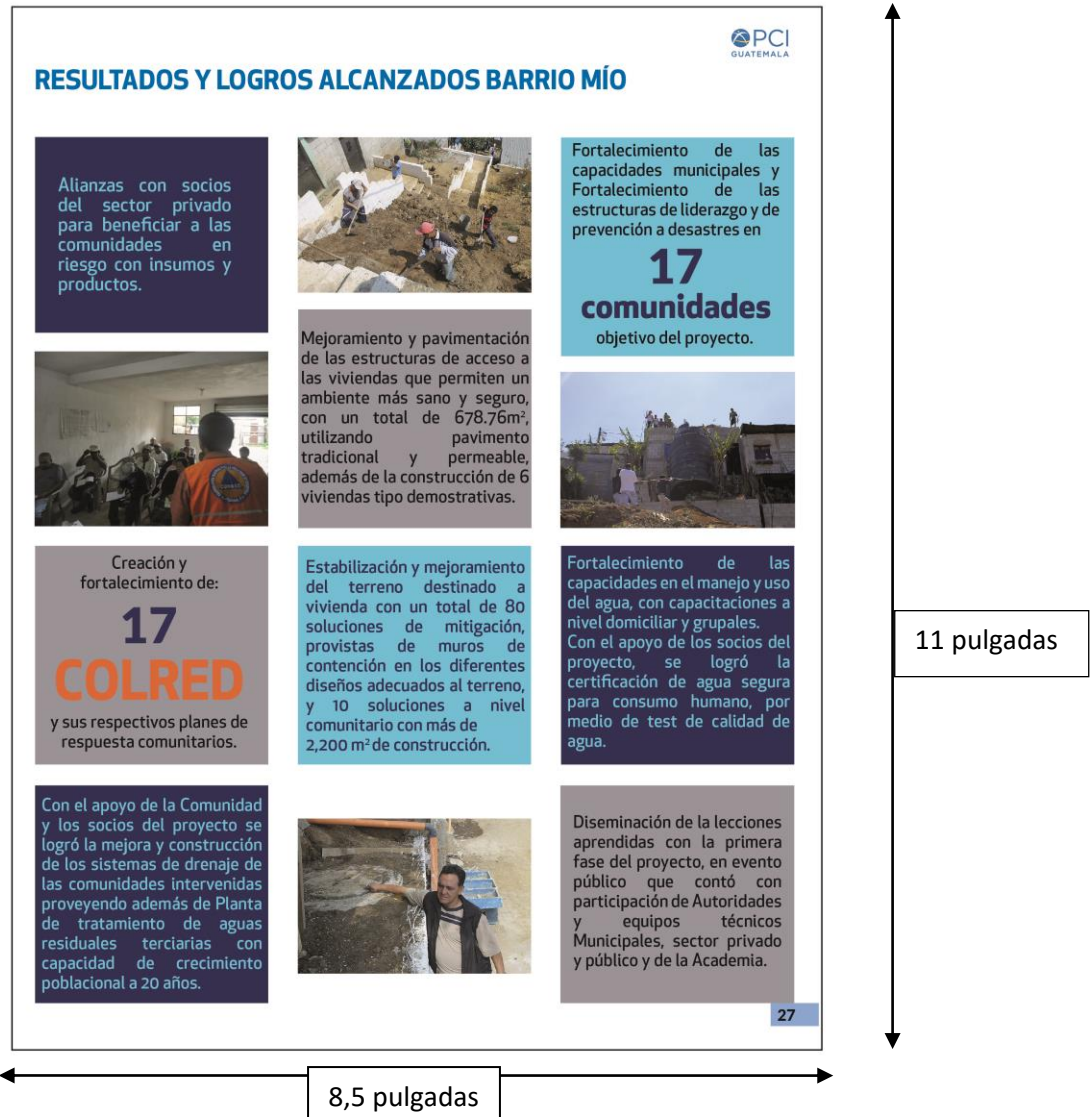 PCI
GUATEMALA
RESULTADOS Y LOGROS ALCANZADOS BARRIO MÍO
Alianzas con socios
del sector privado
para beneficiar a las
comunidades en
riesgo con insumos y
productos.
Fortalecimiento de las
capacidades municipales y
Fortalecimiento de las
estructuras de liderazgo y de
prevención a desastres en
17
comunidades
objetivo del proyecto.
Mejoramiento y pavimentación
de las estructuras de acceso a
las viviendas que permiten un
ambiente más sano y seguro,
con un total de 678.76m²,
utilizando pavimento
tradicional y permeable,
además de la construcción de 6
viviendas tipo demostrativas.
Creación y
fortalecimiento de:
17
COLRED
y sus respectivos planes de
respuesta comunitarios.
Estabilización y mejoramiento
del terreno destinado a
vivienda con un total de 80
soluciones de mitigación,
provistas de muros de
contención en los diferentes
diseños adecuados al terreno,
y 10 soluciones a nivel
comunitario con más de
2,200 m² de construcción.
Fortalecimiento de las
capacidades en el manejo y uso
del agua, con capacitaciones a
nivel domiciliar y grupales.
Con el apoyo de los socios del
proyecto, se logró la
certificación de agua segura
para consumo humano, por
medio de test de calidad de
agua.
Con el apoyo de la Comunidad
y los socios del proyecto se
logró la mejora y construcción
de los sistemas de drenaje de
las comunidades intervenidas
proveyendo además de Planta
de tratamiento de aguas
residuales terciarias con
capacidad de crecimiento
poblacional a 20 años.
Diseminación de la lecciones
aprendidas con la primera
fase del proyecto, en evento
público que contó con
participación de Autoridades
y equipos técnicos
Municipales, sector privado
y público y de la Academia.
27
11 pulgadas
8,5 pulgadas